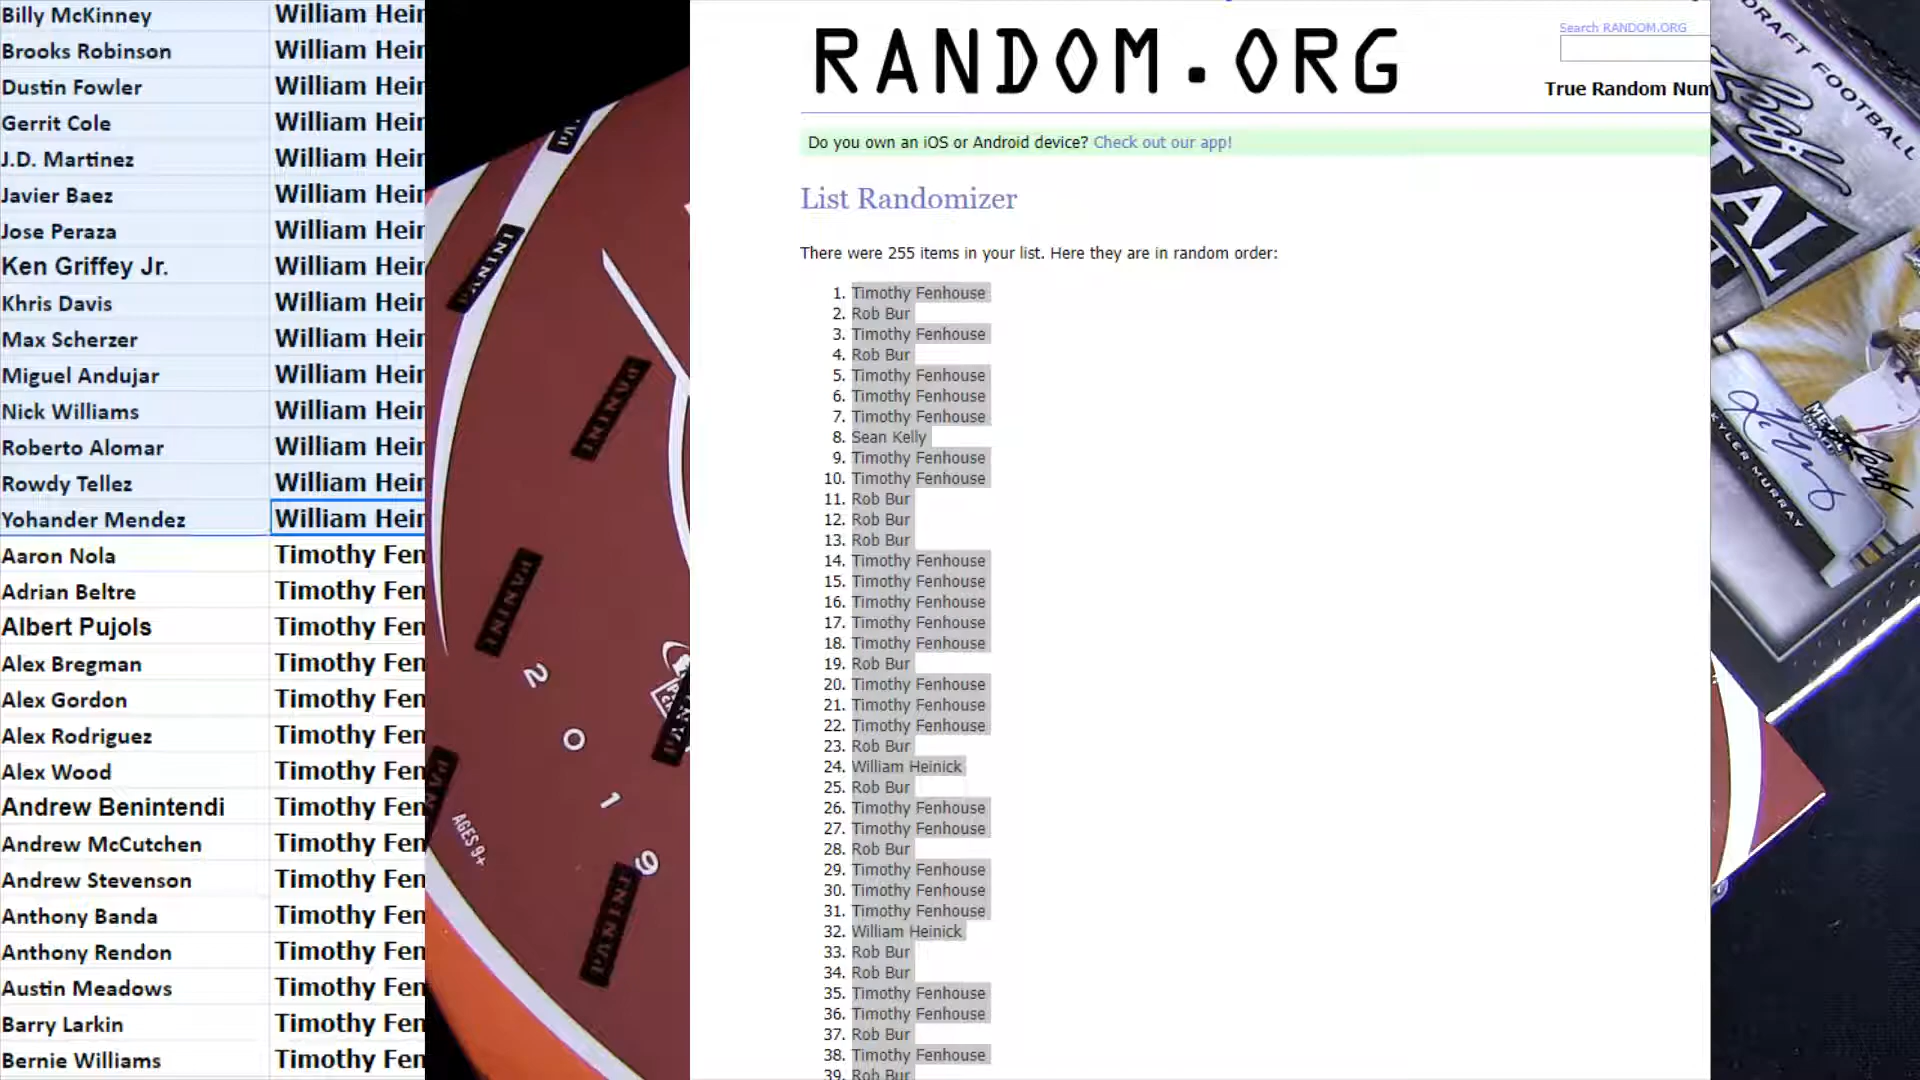 Billy McKinney William Hein
Brooks Robinson William Hein
Dustin Fowler William Hein
Gerrit Cole William Hein
J.D. Martinez William Hein
Javier Baez William Hein
Jose Peraza William Hein
Ken Griffey Jr. William Hein
Khris Davis William Hein
Max Scherzer William Hein
Miguel Andujar William Hein
Nick Williams William Hein
Roberto Alomar William Hein
Rowdy Tellez William Hein
Yohander Mendez William Hein
Aaron Nola Timothy Fen
Adrian Beltre Timothy Fen
Albert Pujols Timothy Fen
Alex Bregman Timothy Fen
Alex Gordon Timothy Fen
Alex Rodriguez Timothy Fen
Alex Wood Timothy Fen
Andrew Benintendi Timothy Fen
Andrew McCutchen Timothy Fen
Andrew Stevenson Timothy Fen
Anthony Banda Timothy Fen
Anthony Rendon Timothy Fen
Austin Meadows Timothy Fen
Barry Larkin Timothy Fen
Bernie Williams Timothy Fen
PANINI
PANINI
PANINI
PANINI
2
0
1
9
AGES 9+
RANDOM.ORG
Search RANDOM.ORG
True Random Num
Do you own an iOS or Android device? Check out our app!
List Randomizer
There were 255 items in your list. Here they are in random order:
1. Timothy Fenhouse
2. Rob Bur
3. Timothy Fenhouse
4. Rob Bur
5. Timothy Fenhouse
6. Timothy Fenhouse
7. Timothy Fenhouse
8. Sean Kelly
9. Timothy Fenhouse
10. Timothy Fenhouse
11. Rob Bur
12. Rob Bur
13. Rob Bur
14. Timothy Fenhouse
15. Timothy Fenhouse
16. Timothy Fenhouse
17. Timothy Fenhouse
18. Timothy Fenhouse
19. Rob Bur
20. Timothy Fenhouse
21. Timothy Fenhouse
22. Timothy Fenhouse
23. Rob Bur
24. William Heinick
25. Rob Bur
26. Timothy Fenhouse
27. Timothy Fenhouse
28. Rob Bur
29. Timothy Fenhouse
30. Timothy Fenhouse
31. Timothy Fenhouse
32. William Heinick
33. Rob Bur
34. Rob Bur
35. Timothy Fenhouse
36. Timothy Fenhouse
37. Rob Bur
38. Timothy Fenhouse
39. Rob Bur
DRAFT FOOTBALL
KYLER MURRAY